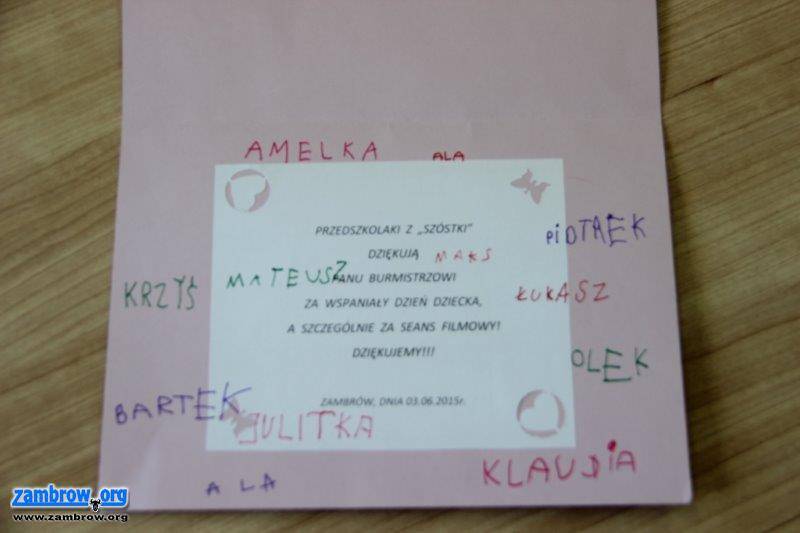 AMELKA ALA
PRZEDSZKOLAKI Z „SZÓSTKI”
PIOTREK
DZIĘKUJĄ MAKS
KRZYŚ MATEUSZ PANU BURMISTRZOWI
ZA WSPANIAŁY DZIEŃ DZIECKA, ŁUKASZ
A SZCZEGÓLNIE ZA SEANS FILMOWY!
DZIĘKUJEMY!!!
OLEK
ZAMBRÓW, DNIA 03.06.2015r.
BARTEK
JULITKA
KLAUDIA
ALA
zambrow.org
www.zambrow.org